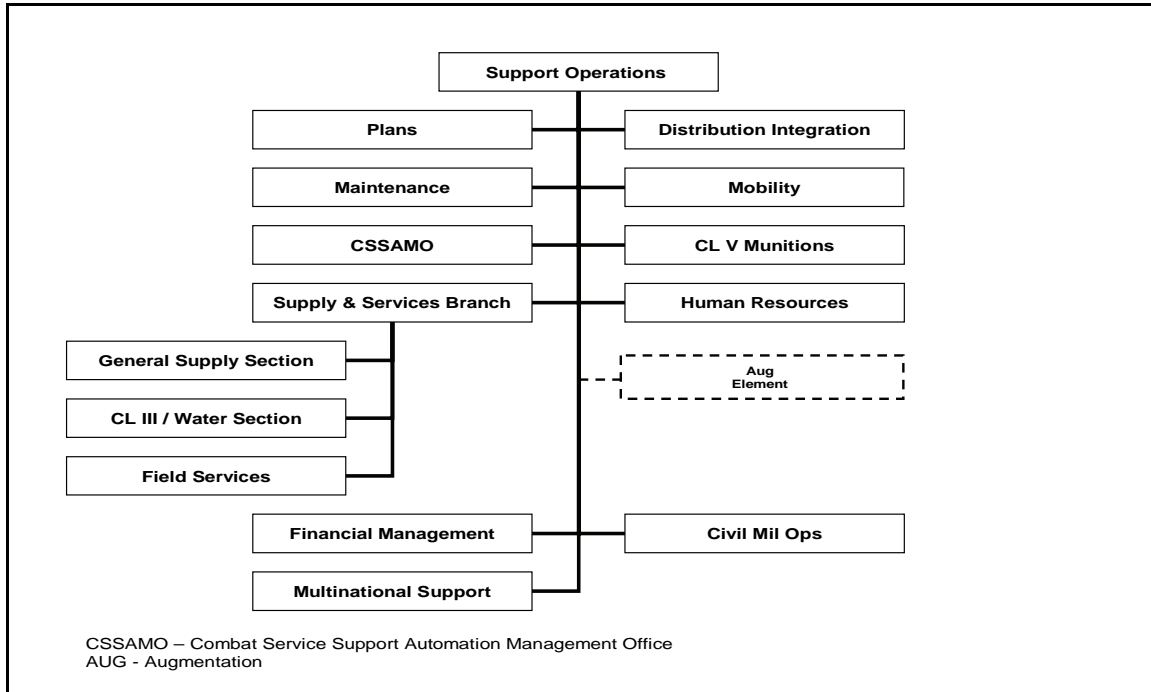 Support Operations
Plans
Distribution Integration
Maintenance
Mobility
CSSAMO
CL V Munitions
Supply & Services Branch
Human Resources
General Supply Section
Aug
Element
CL III / Water Section
Field Services
Financial Management
Civil Mil Ops
Multinational Support
CSSAMO – Combat Service Support Automation Management Office
AUG - Augmentation